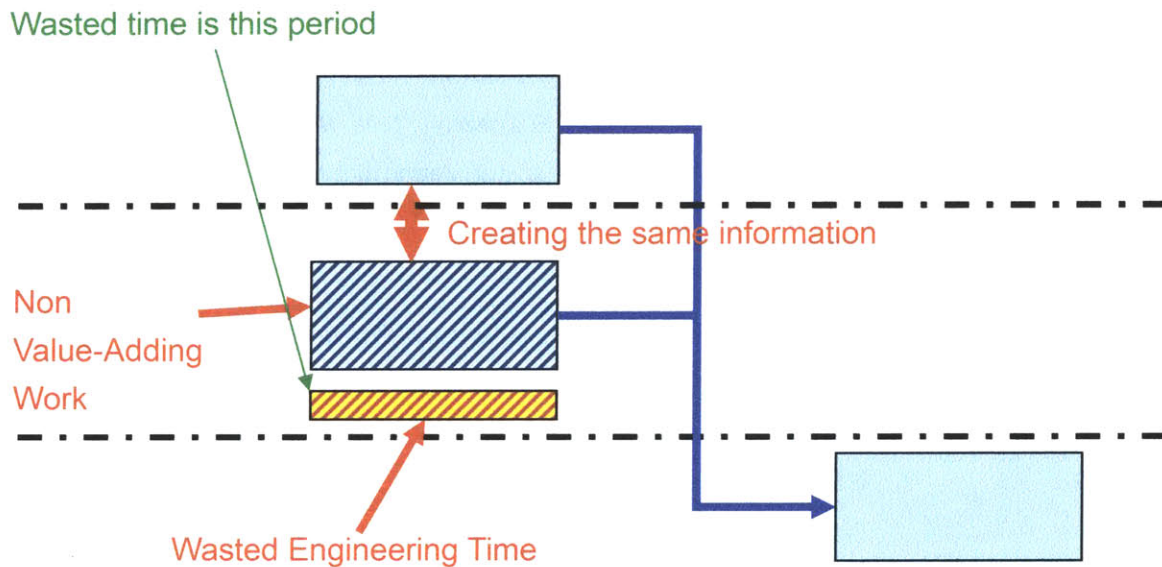 Wasted time is this period
Creating the same information
Non
Value-Adding
Work
Wasted Engineering Time